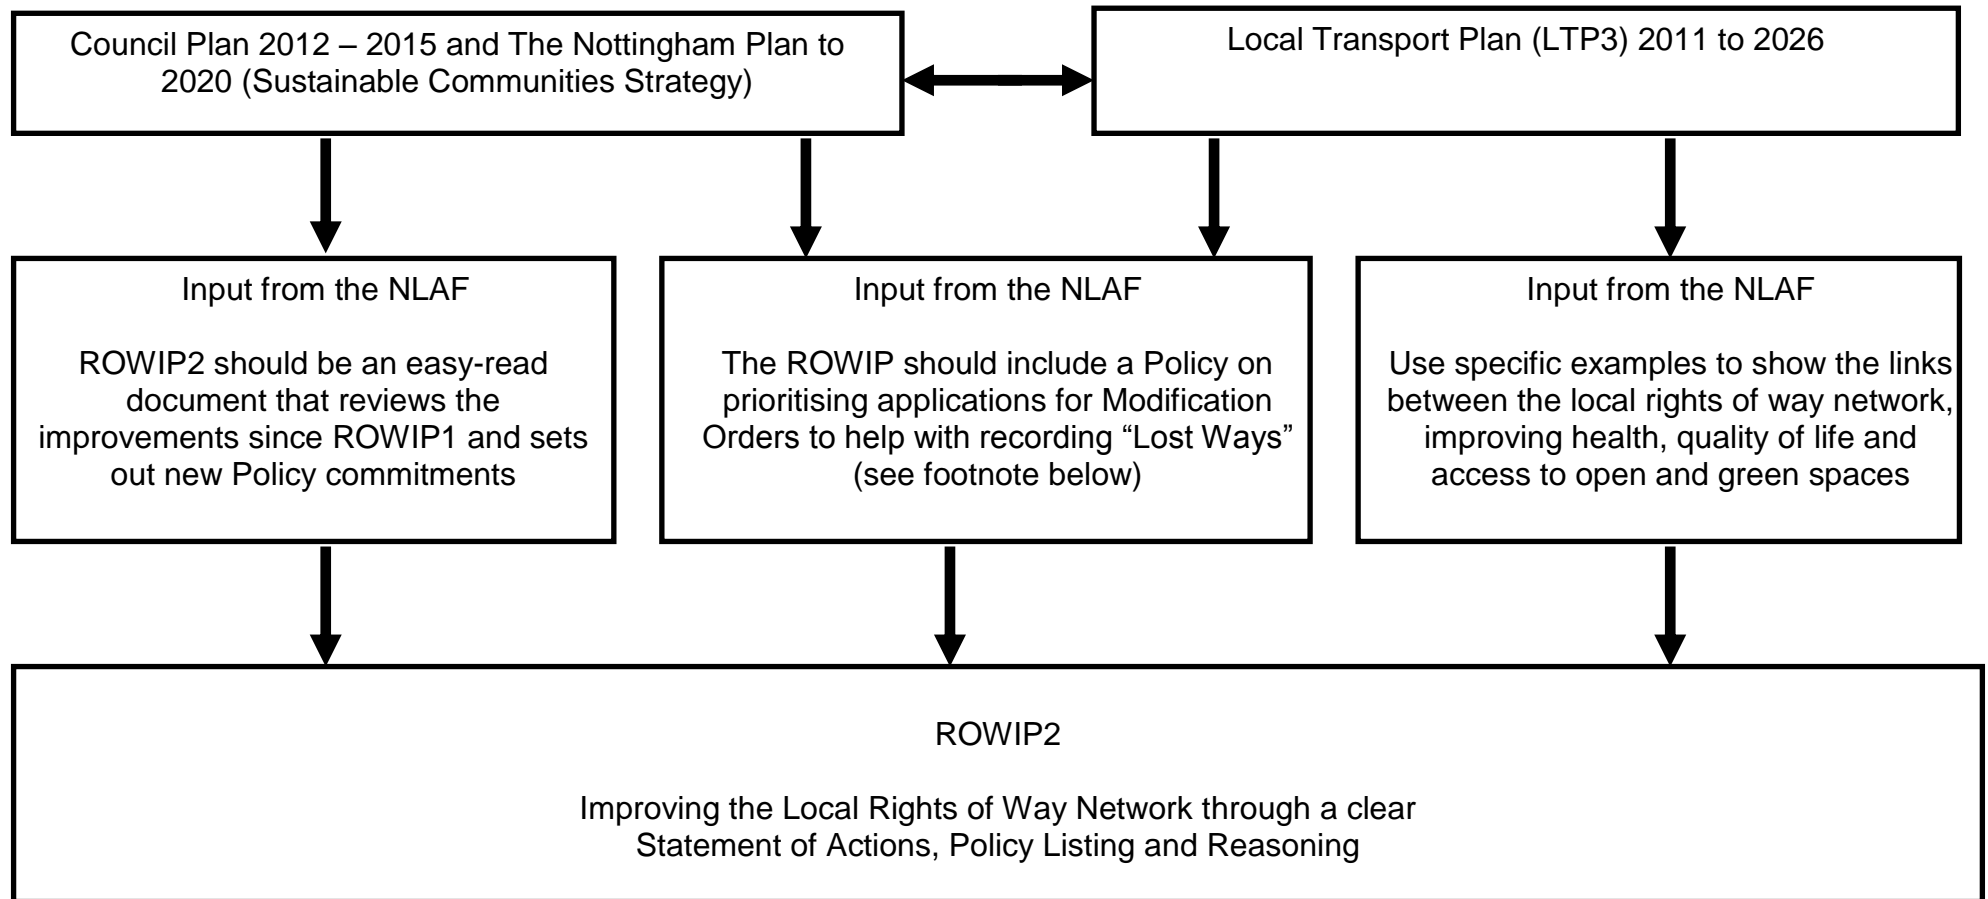 Council Plan 2012 – 2015 and The Nottingham Plan to
2020 (Sustainable Communities Strategy)
Local Transport Plan (LTP3) 2011 to 2026
Input from the NLAF
ROWIP2 should be an easy-read
document that reviews the
improvements since ROWIP1 and sets
out new Policy commitments
Input from the NLAF
The ROWIP should include a Policy on
prioritising applications for Modification
Orders to help with recording “Lost Ways”
(see footnote below)
Input from the NLAF
Use specific examples to show the links
between the local rights of way network,
improving health, quality of life and
access to open and green spaces
ROWIP2
Improving the Local Rights of Way Network through a clear
Statement of Actions, Policy Listing and Reasoning